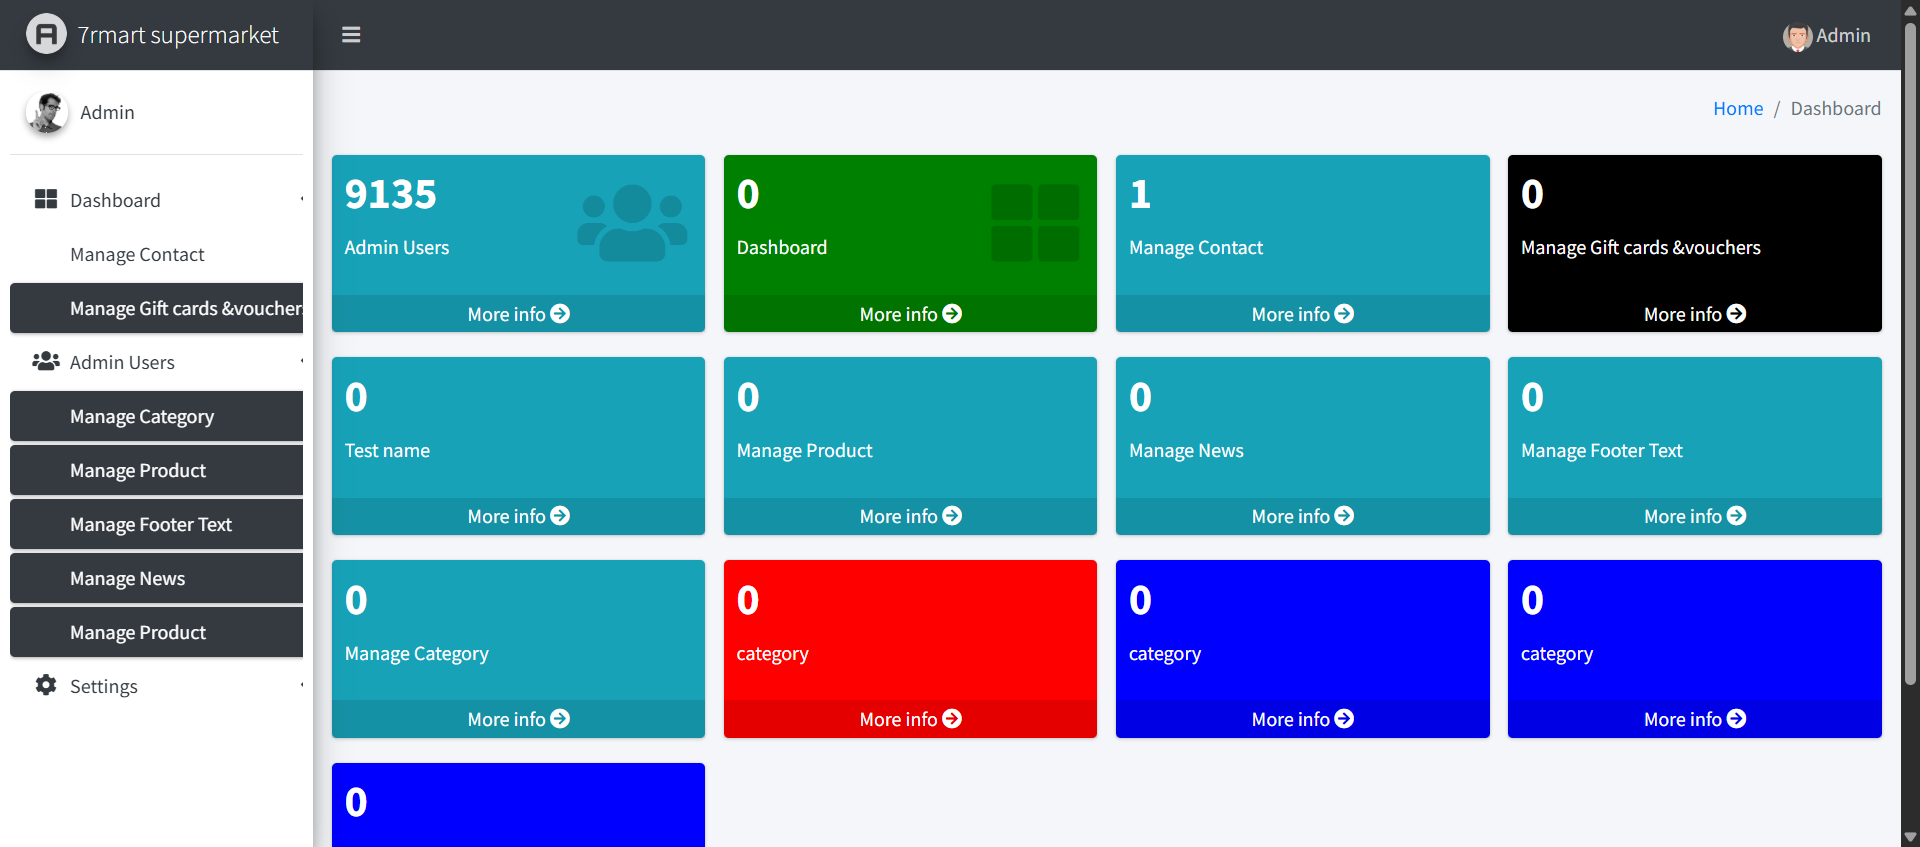 7rmart supermarket
Admin
Admin
Home / Dashboard
Dashboard
Manage Contact
Manage Gift cards &voucher
Admin Users
Manage Category
Manage Product
Manage Footer Text
Manage News
Manage Product
Settings
9135
Admin Users
More info
0
Dashboard
More info
1
Manage Contact
More info
0
Manage Gift cards &vouchers
More info
0
Test name
More info
0
Manage Product
More info
0
Manage News
More info
0
Manage Footer Text
More info
0
Manage Category
More info
0
category
More info
0
category
More info
0
category
More info
0